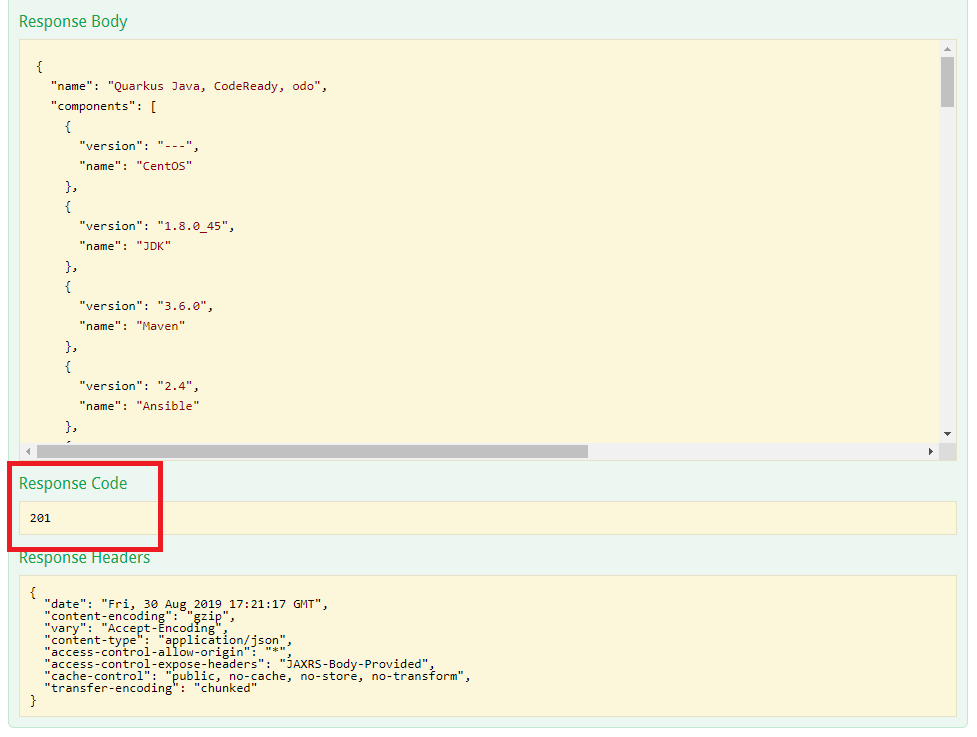 Response Body
{
"name": "Quarkus Java, CodeReady, odo",
"components": [
{
"version": "---",
"name": "CentOS"
},
{
"version": "1.8.0_45",
"name": "JDK"
},
{
"version": "3.6.0",
"name": "Maven"
},
{
"version": "2.4",
"name": "Ansible"
},
Response Code
201
Response Headers
{
"date": "Fri, 30 Aug 2019 17:21:17 GMT",
"content-encoding": "gzip",
"vary": "Accept-Encoding",
"content-type": "application/json",
"access-control-allow-origin": "*",
"access-control-expose-headers": "JAXRS-Body-Provided",
"cache-control": "public, no-cache, no-store, no-transform",
"transfer-encoding": "chunked"
}